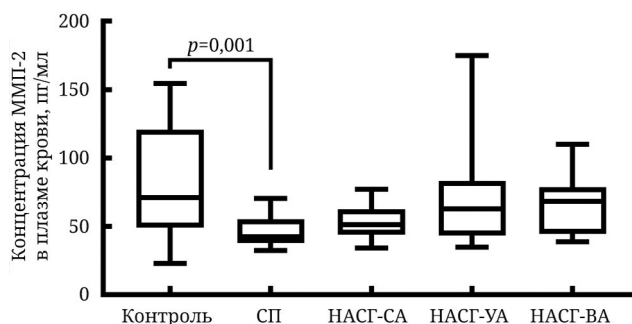 Концентрация ММП-2
в плазме крови, пг/мл
200
150
100
50
0
p=0,001
Контроль СП НАСГ-СА НАСГ-УА НАСГ-ВА